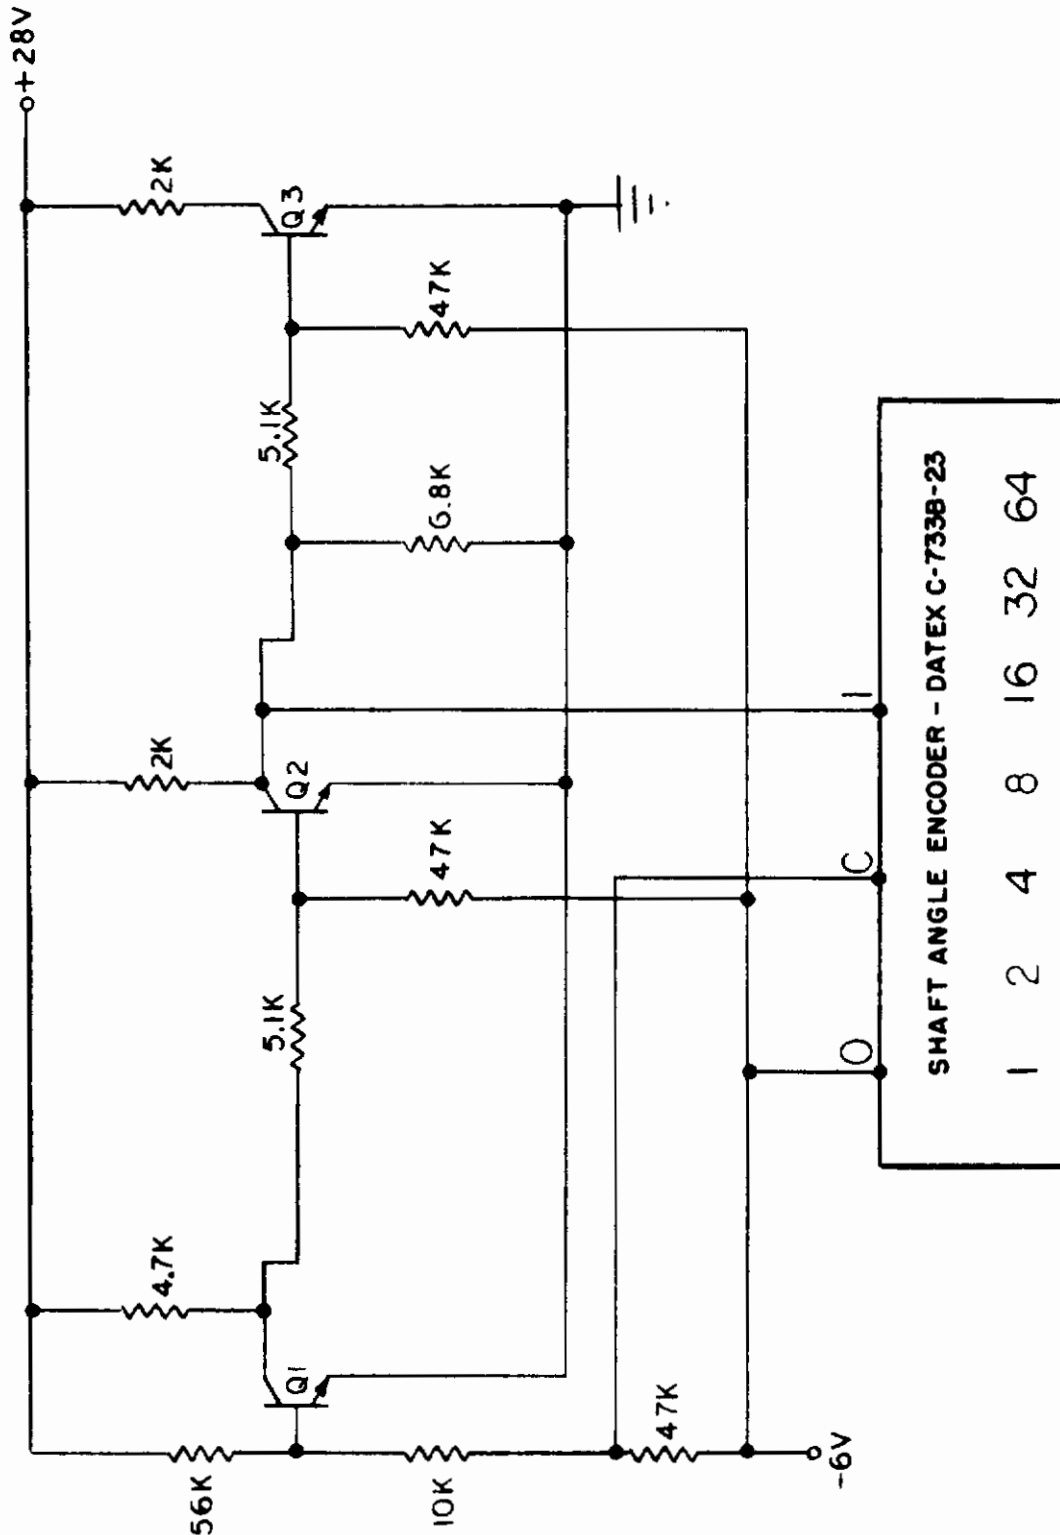 +28V
4.7K
2K
2K
56K
5.1K
5.1K
Q1
Q2
Q3
10K
47K
6.8K
47K
47K
-6V
O
C
I
SHAFT ANGLE ENCODER - DATEX C-733B-23
1 2 4 8 16 32 64